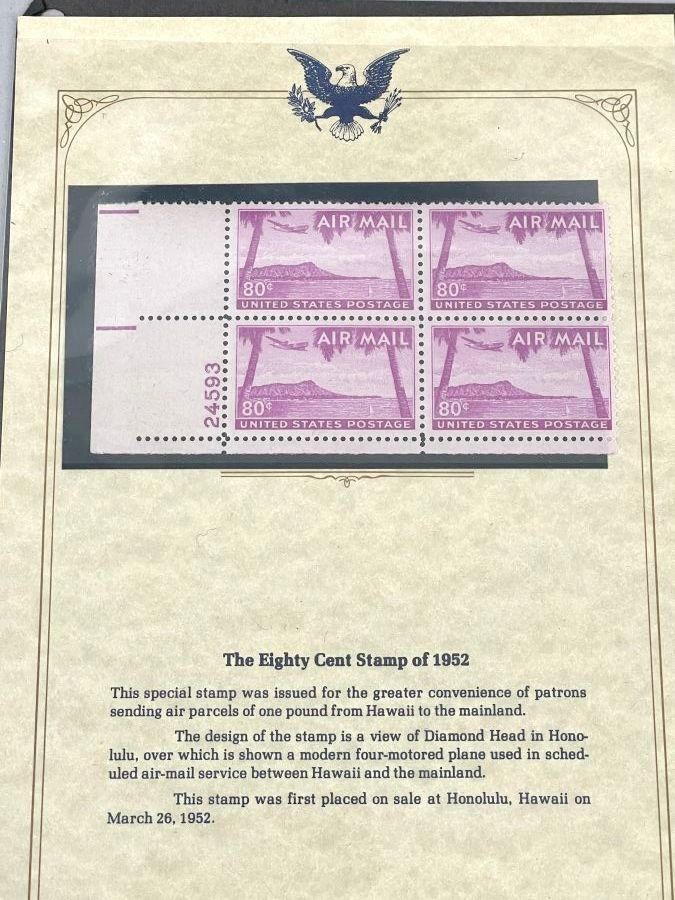 AIR MAIL AIR MAIL
80¢ 80¢
UNITED STATES POSTAGE UNITED STATES POSTAGE
AIR MAIL AIR MAIL
24593
80¢ 80¢
UNITED STATES POSTAGE UNITED STATES POSTAGE
The Eighty Cent Stamp of 1952
This special stamp was issued for the greater convenience of patrons
sending air parcels of one pound from Hawaii to the mainland.
The design of the stamp is a view of Diamond Head in Hono-
lulu, over which is shown a modern four-motored plane used in sched-
uled air-mail service between Hawaii and the mainland.
This stamp was first placed on sale at Honolulu, Hawaii on
March 26, 1952.